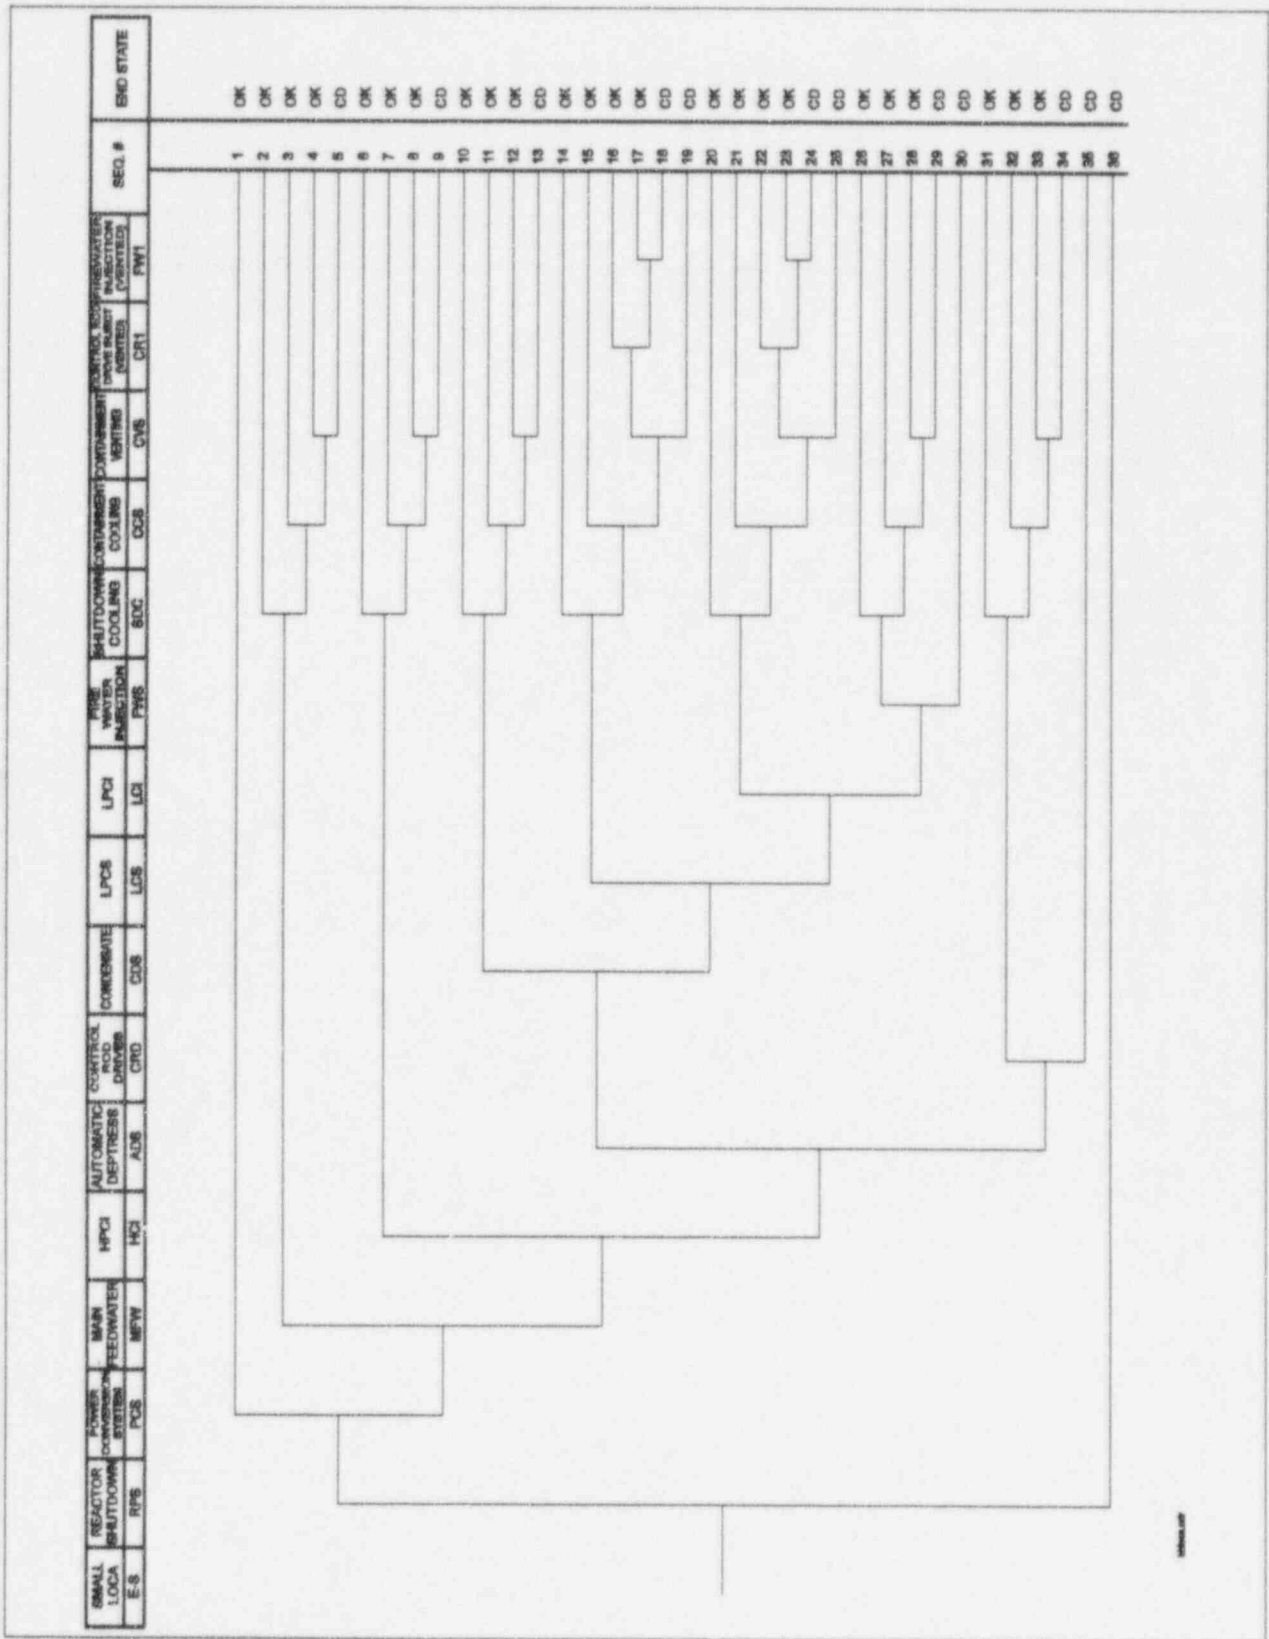 SMALL
LOCA
E-S
REACTOR
SHUTDOWN
RPS
POWER
CONVERSION
SYSTEM
PCS
MAIN
FEEDWATER
MFW
HPCI
HCI
AUTOMATIC
DEPTRESS
ADS
CONTROL
ROD
DRIVES
CRD
CONDENSATE
CDS
LPCS
LCS
LPCI
LCI
FIRE
WATER
INJECTION
FWS
SHUTDOWN
COOLING
SDC
CONTAINMENT
COOLING
CCS
CONTAINMENT
VENTING
CVS
CONTROL ROD
DRIVE INJECT
(VENTED)
CR1
FIREWATER
INJECTION
(VENTED)
FW1
SEQ. #
END STATE
1 OK
2 OK
3 OK
4 OK
5 CD
6 OK
7 OK
8 OK
9 CD
10 OK
11 OK
12 OK
13 CD
14 OK
15 OK
16 OK
17 OK
18 CD
19 CD
20 OK
21 OK
22 OK
23 OK
24 CD
25 CD
26 OK
27 OK
28 OK
29 CD
30 CD
31 OK
32 OK
33 OK
34 CD
35 CD
36 CD